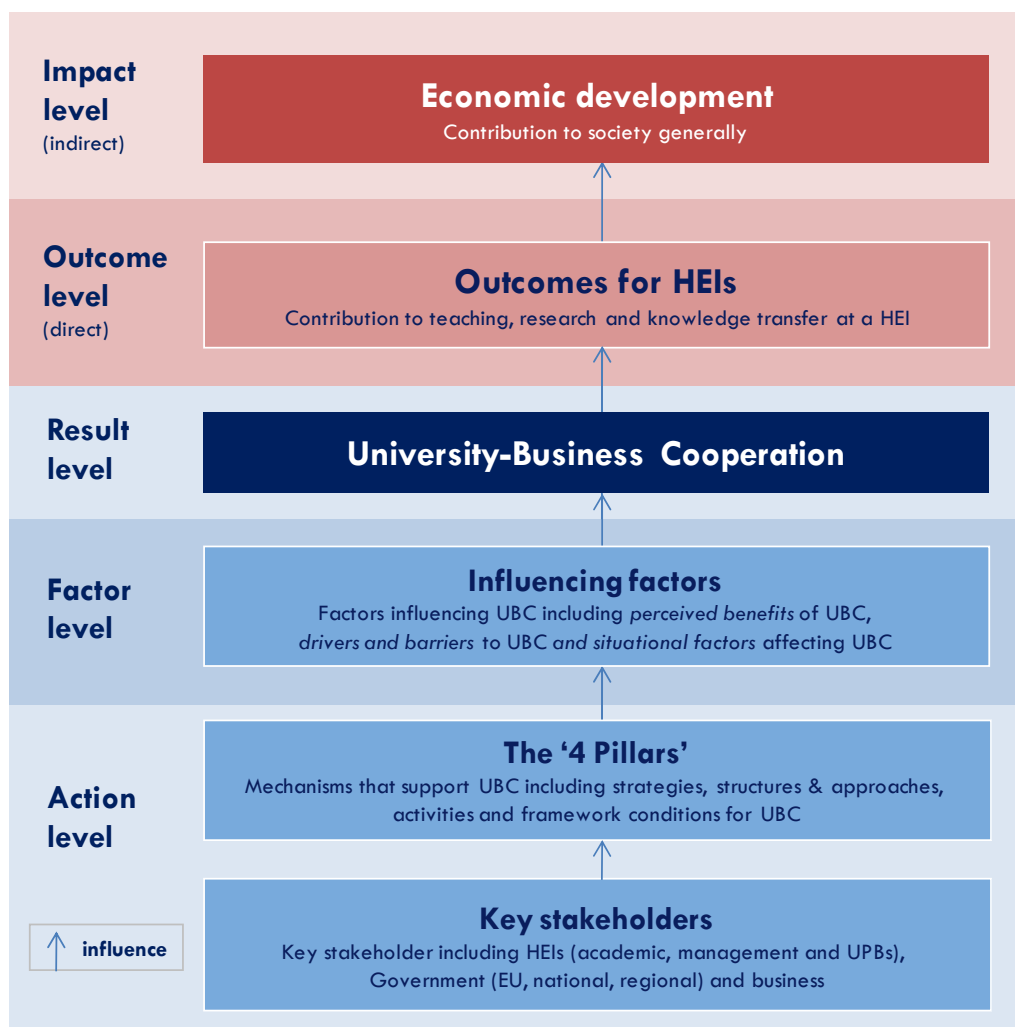 Impact
level
(indirect)
Economic development
Contribution to society generally
Outcome
level
(direct)
Outcomes for HEIs
Contribution to teaching, research and knowledge transfer at a HEI
Result
level
University-Business Cooperation
Factor
level
Influencing factors
Factors influencing UBC including perceived benefits of UBC,
drivers and barriers to UBC and situational factors affecting UBC
Action
level
The ‘4 Pillars’
Mechanisms that support UBC including strategies, structures & approaches,
activities and framework conditions for UBC
Key stakeholders
Key stakeholder including HEIs (academic, management and UPBs),
Government (EU, national, regional) and business
influence